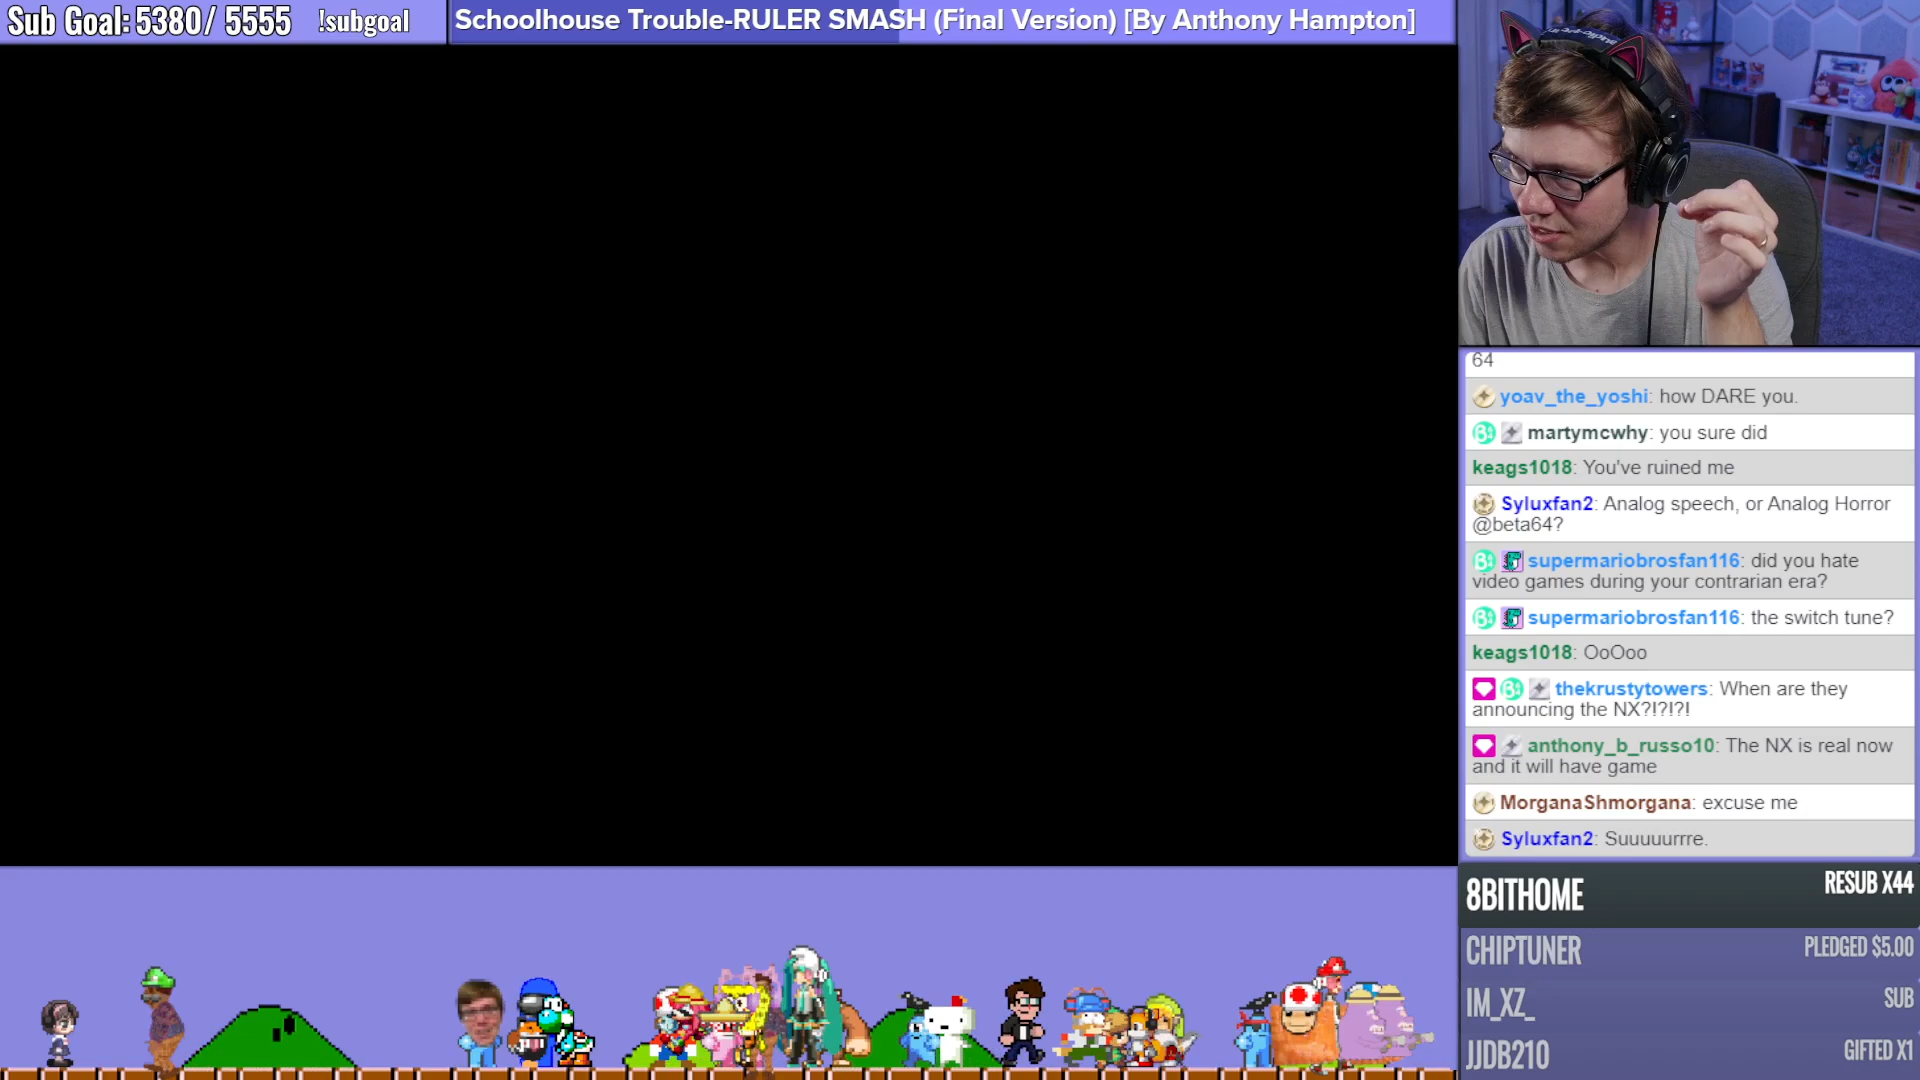 Sub Goal: 5380/ 5555
!subgoal
Schoolhouse Trouble-RULER SMASH (Final Version) [By Anthony Hampton]
64
yoav_the_yoshi: how DARE you.
martymcwhy: you sure did
keags1018: You've ruined me
Syluxfan2: Analog speech, or Analog Horror
@beta64?
supermariobrosfan116: did you hate
video games during your contrarian era?
supermariobrosfan116: the switch tune?
keags1018: OoOoo
thekrustytowers: When are they
announcing the NX?!?!?!
anthony_b_russo10: The NX is real now
and it will have game
MorganaShmorgana: excuse me
Syluxfan2: Suuuuurrre.
8BITHOME
RESUB X44
CHIPTUNER
PLEDGED $5.00
IM_XZ_
SUB
JJDB210
GIFTED X1